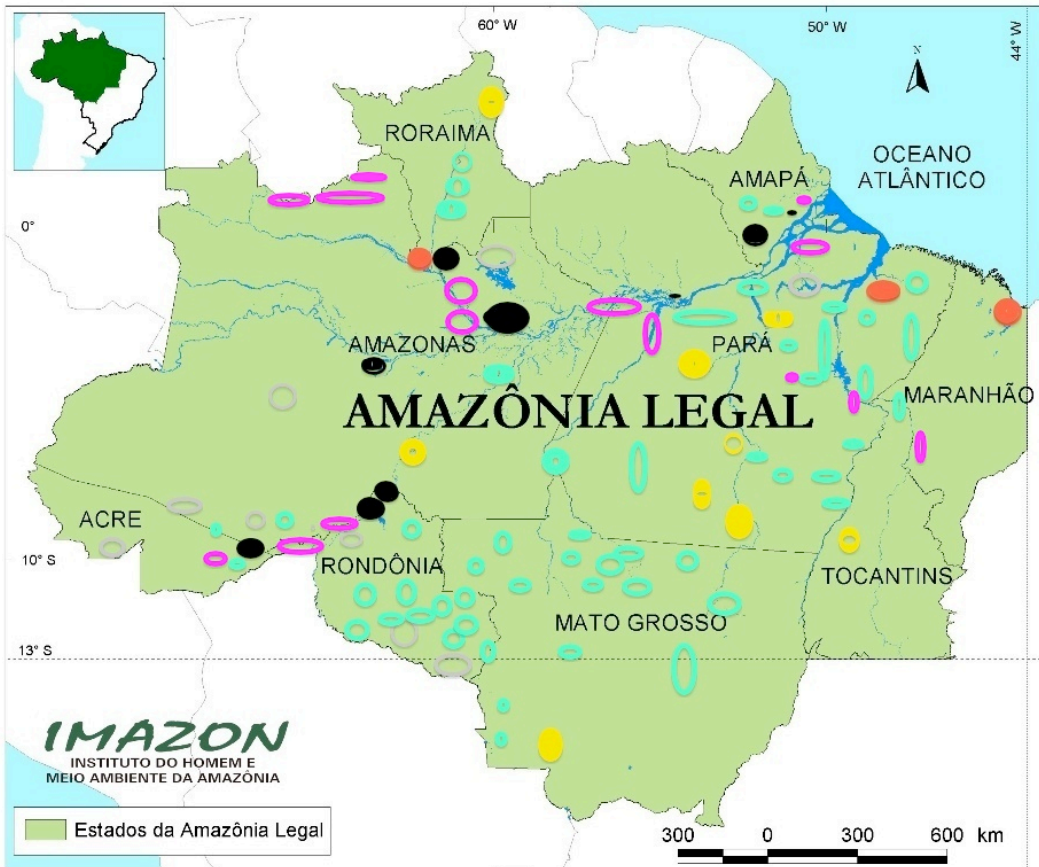 60° W
50° W
44° W
N
RORAIMA
AMAPÁ
OCEANO
ATLÂNTICO
0°
AMAZONAS
PARÁ
MARANHÃO
AMAZÔNIA LEGAL
ACRE
10° S
RONDÔNIA
TOCANTINS
MATO GROSSO
13° S
IMAZON
INSTITUTO DO HOMEM E
MEIO AMBIENTE DA AMAZÔNIA
Estados da Amazônia Legal
300 0 300 600 km